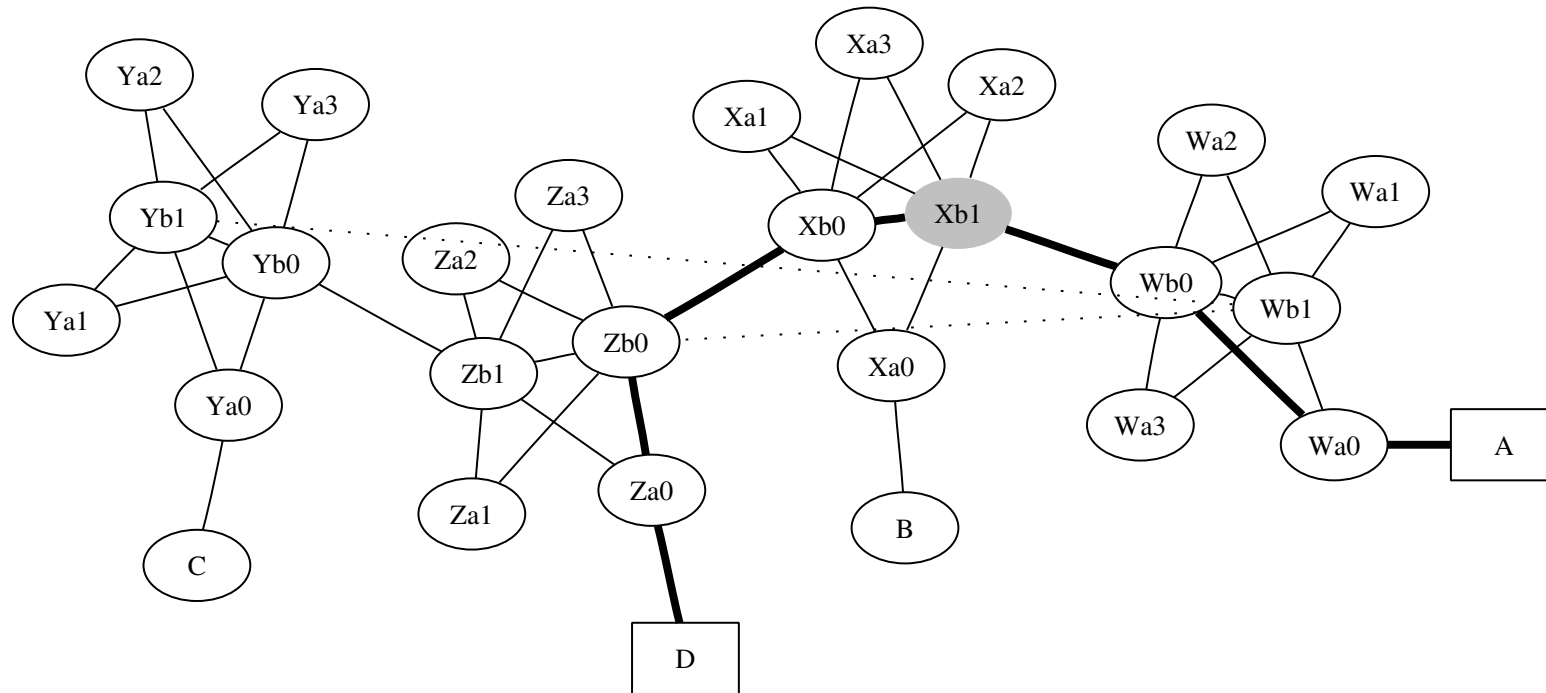 Xa3
Ya2
Xa2
Ya3
Xa1
Wa2
Wa1
Za3
Xb1
Yb1
Xb0
Za2
Yb0
Wb0
Wb1
Ya1
Zb0
Xa0
Zb1
Ya0
Wa3
Wa0
A
Za0
Za1
B
C
D